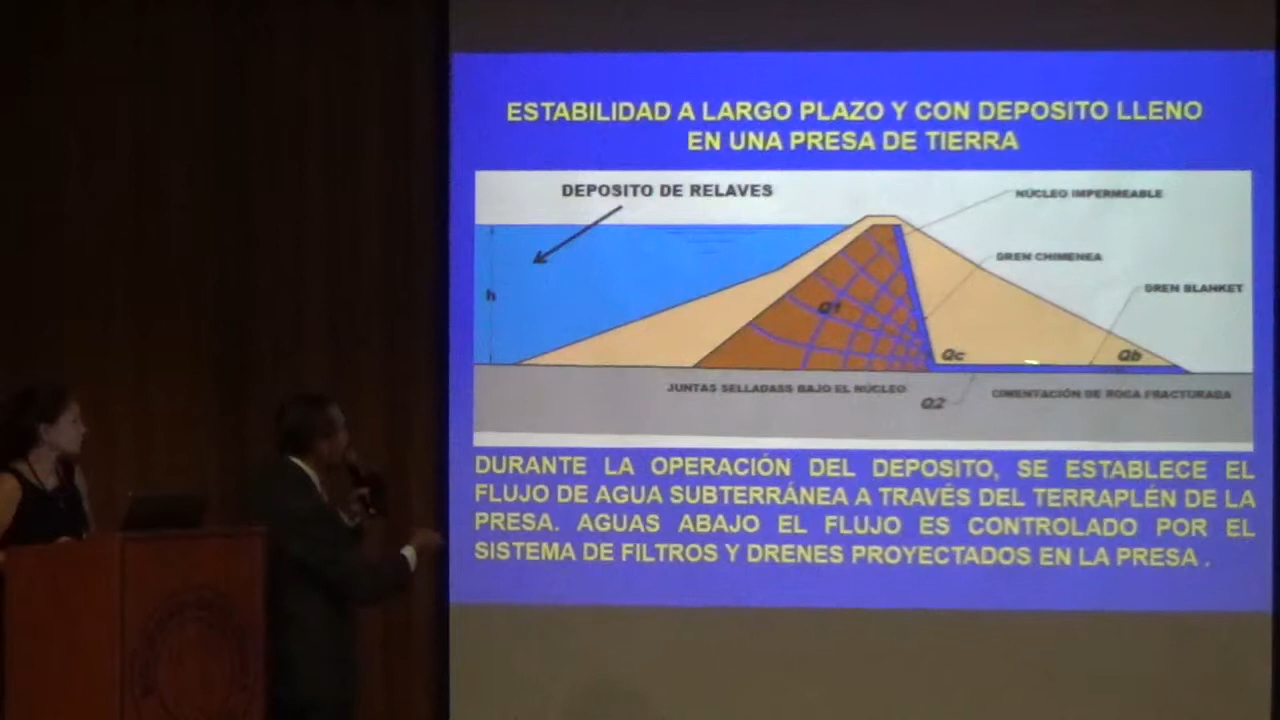 ESTABILIDAD A LARGO PLAZO Y CON DEPOSITO LLENO
EN UNA PRESA DE TIERRA
DEPOSITO DE RELAVES
NÚCLEO IMPERMEABLE
DREN CHIMENEA
DREN BLANKET
h
Q1
Qc
Qb
JUNTAS SELLADASS BAJO EL NÚCLEO
Q2
CIMENTACIÓN DE ROCA FRACTURADA
DURANTE LA OPERACIÓN DEL DEPOSITO, SE ESTABLECE EL
FLUJO DE AGUA SUBTERRÁNEA A TRAVÉS DEL TERRAPLÉN DE LA
PRESA. AGUAS ABAJO EL FLUJO ES CONTROLADO POR EL
SISTEMA DE FILTROS Y DRENES PROYECTADOS EN LA PRESA .